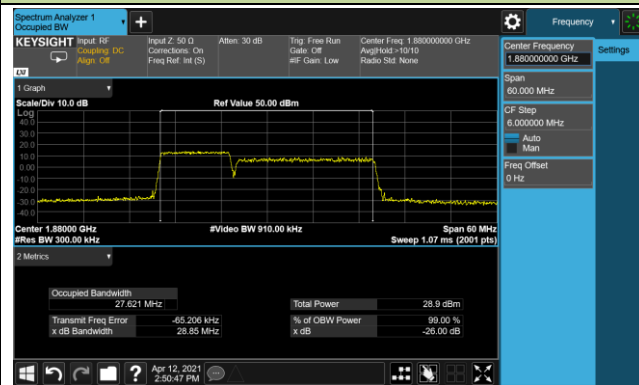 Spectrum Analyzer 1
Occupied BW
Frequency
KEYSIGHT
Input: RF
Coupling: DC
Align: Off
Input Z: 50 Ω
Corrections: On
Freq Ref: Int (S)
Atten: 30 dB
Trig: Free Run
Gate: Off
#IF Gain: Low
Center Freq: 1.880000000 GHz
Avg|Hold:>10/10
Radio Std: None
LXI
1 Graph
Scale/Div 10.0 dB
Ref Value 50.00 dBm
Log
40.0
30.0
20.0
10.0
0.00
-10.0
-20.0
-30.0
-40.0
Center 1.88000 GHz
#Video BW 910.00 kHz
Span 60 MHz
#Res BW 300.00 kHz
Sweep 1.07 ms (2001 pts)
2 Metrics
Occupied Bandwidth
27.621 MHz
Total Power 28.9 dBm
Transmit Freq Error -65.206 kHz
% of OBW Power 99.00 %
x dB Bandwidth 28.85 MHz
x dB -26.00 dB
Center Frequency
1.880000000 GHz
Settings
Span
60.000 MHz
CF Step
6.000000 MHz
Auto
Man
Freq Offset
0 Hz
?
Apr 12, 2021
2:50:47 PM